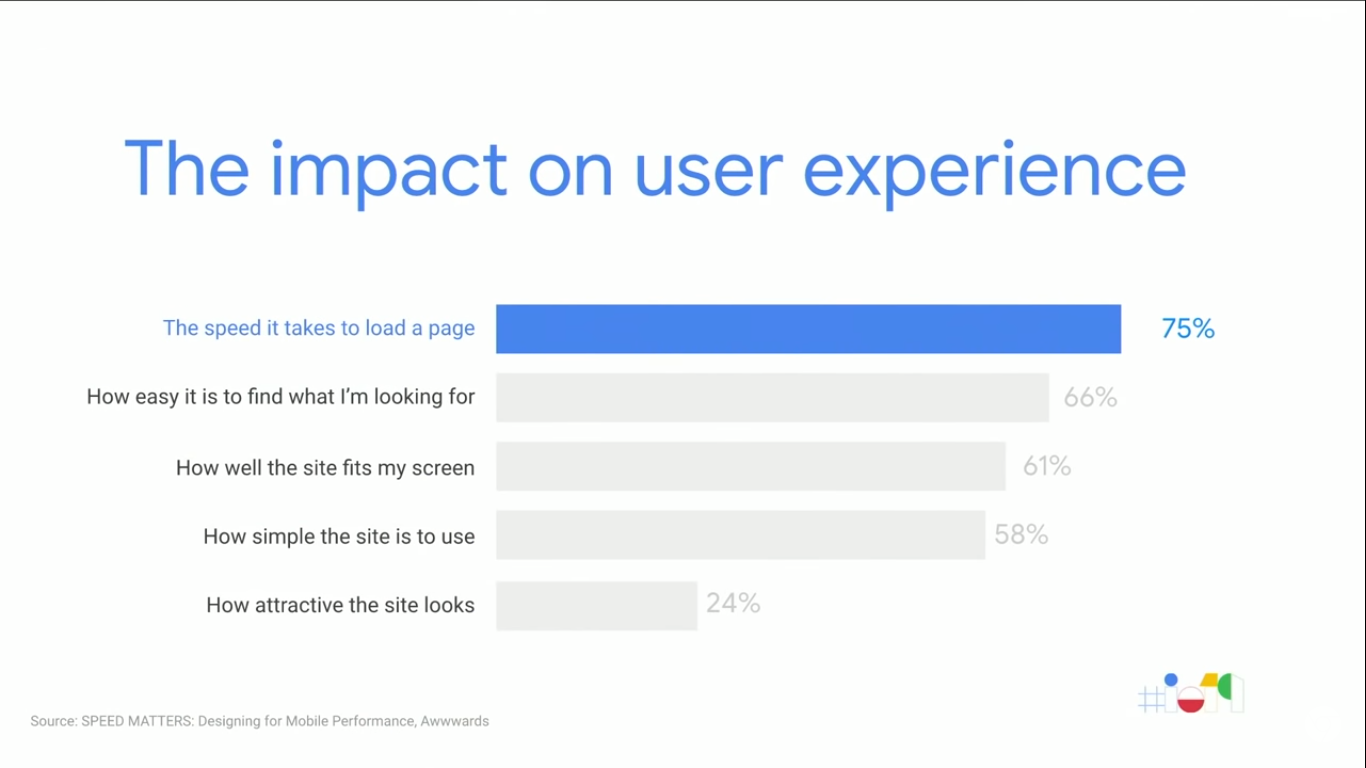 The impact on user experience
The speed it takes to load a page 75%
How easy it is to find what I’m looking for 66%
How well the site fits my screen 61%
How simple the site is to use 58%
How attractive the site looks 24%
#io19
Source: SPEED MATTERS: Designing for Mobile Performance, Awwwards